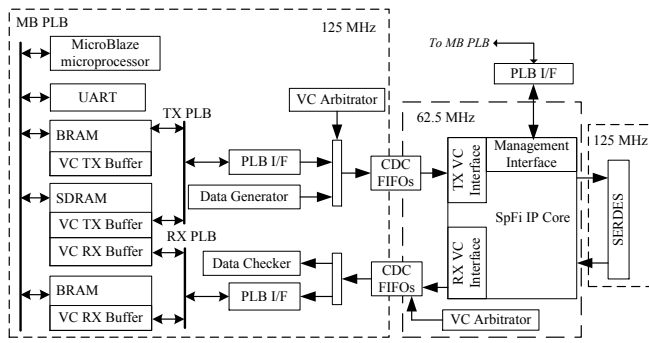 MB PLB
125 MHz
MicroBlaze
microprocessor
UART
TX PLB
BRAM
VC TX Buffer
SDRAM
VC TX Buffer
VC RX Buffer
RX PLB
BRAM
VC RX Buffer
PLB I/F
Data Generator
Data Checker
PLB I/F
VC Arbitrator
CDC
FIFOs
CDC
FIFOs
To MB PLB
PLB I/F
62.5 MHz
TX VC
Interface
Management
Interface
SpFi IP Core
RX VC
Interface
VC Arbitrator
125 MHz
SERDES